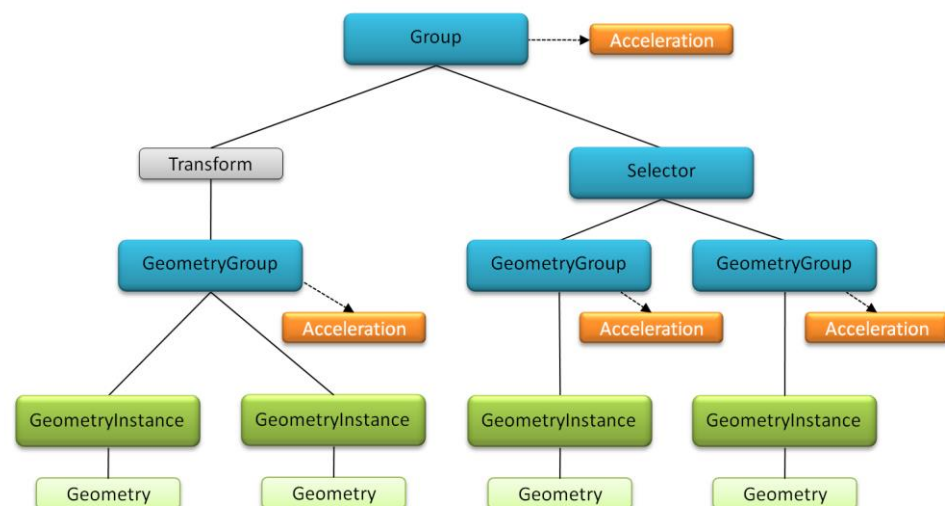 Group
Acceleration
Transform
Selector
GeometryGroup
GeometryGroup
GeometryGroup
Acceleration
Acceleration
Acceleration
GeometryInstance
GeometryInstance
GeometryInstance
GeometryInstance
Geometry
Geometry
Geometry
Geometry